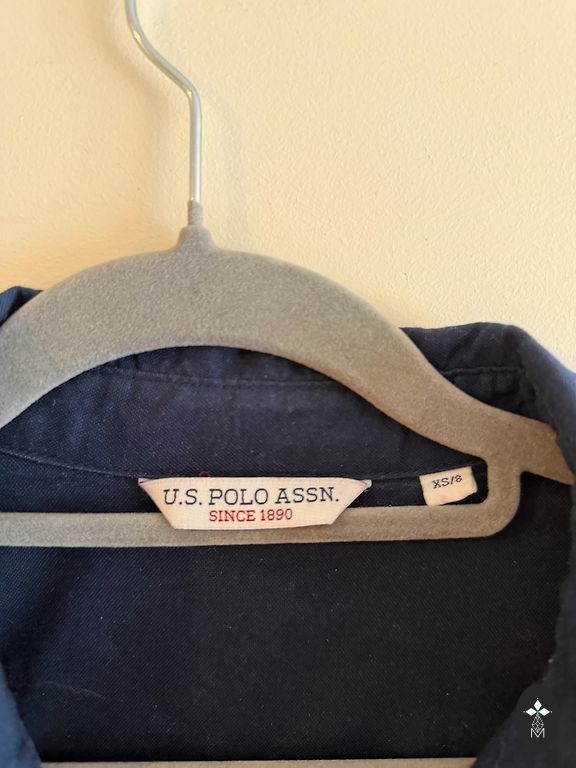 U.S. POLO ASSN.
SINCE 1890
XS/8